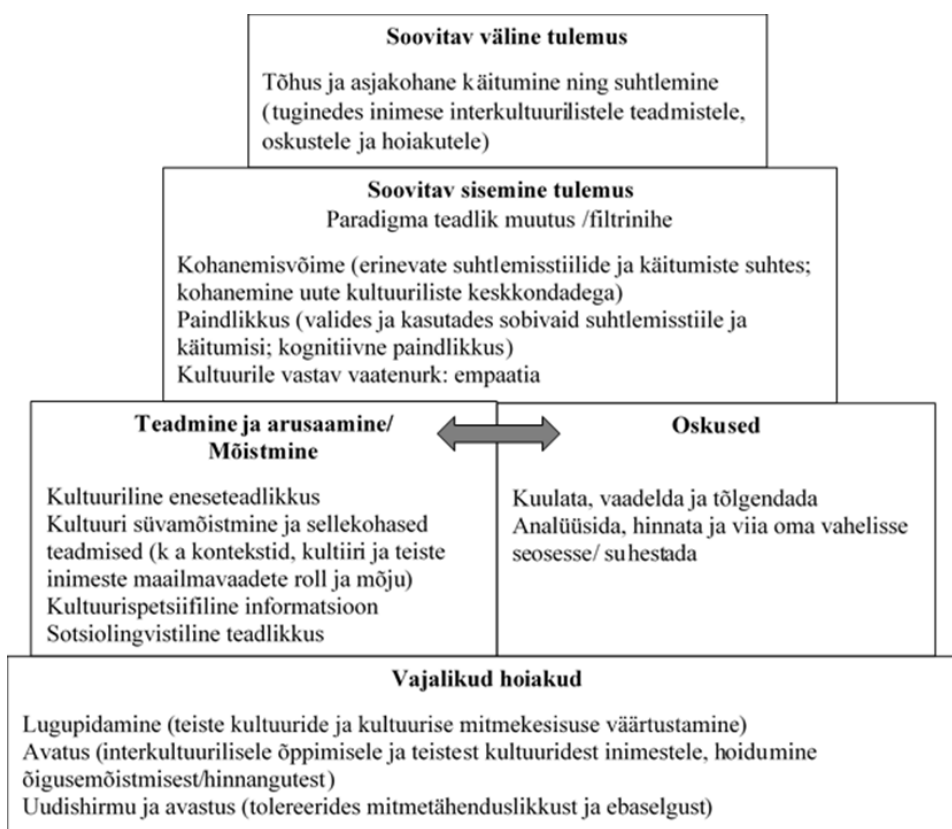 Soovitav väline tulemus
Tõhus ja asjakohane käitumine ning suhtlemine
(tuginedes inimese interkultuurilistele teadmistele,
oskustele ja hoiakutele)
Soovitav sisemine tulemus
Paradigma teadlik muutus /filtrinihe
Kohanemisvõime (erinevate suhtlemisstiilide ja käitumiste suhtes;
kohanemine uute kultuuriliste keskkondadega)
Paindlikkus (valides ja kasutades sobivaid suhtlemisstiile ja
käitumisi; kognitiivne paindlikkus)
Kultuurile vastav vaatenurk: empaatia
Teadmine ja arusaamine/
Mõistmine
Kultuuriline eneseteadlikkus
Kultuuri süvamõistmine ja sellekohased
teadmised (k a kontekstid, kultiiri ja teiste
inimeste maailmavaadete roll ja mõju)
Kultuurispetsiifiline informatsioon
Sotsiolingvistiline teadlikkus
Oskused
Kuulata, vaadelda ja tõlgendada
Analüüsida, hinnata ja viia oma vahelisse
seosesse/ suhestada
Vajalikud hoiakud
Lugupidamine (teiste kultuuride ja kultuurise mitmekesisuse väärtustamine)
Avatus (interkultuurilisele õppimisele ja teistest kultuuridest inimestele, hoidumine
õigusemõistmisest/hinnangutest)
Uudishirmu ja avastus (tolereerides mitmetähenduslikkust ja ebaselgust)